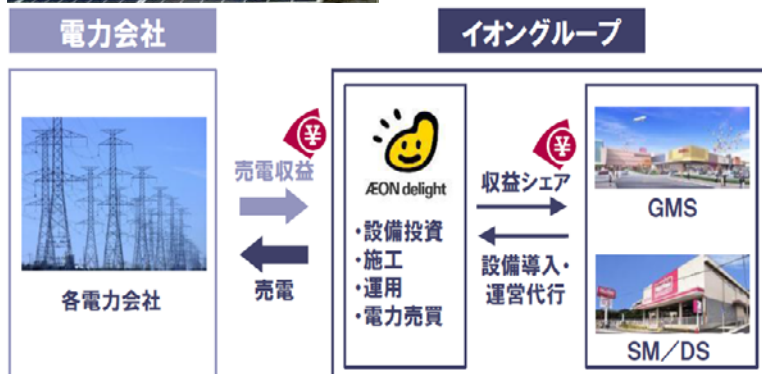 電力会社
イオングループ
¥
売電収益
売電
各電力会社
ÆON delight
・設備投資
・施工
・運用
・電力売買
¥
収益シェア
設備導入・
運営代行
GMS
SM／DS